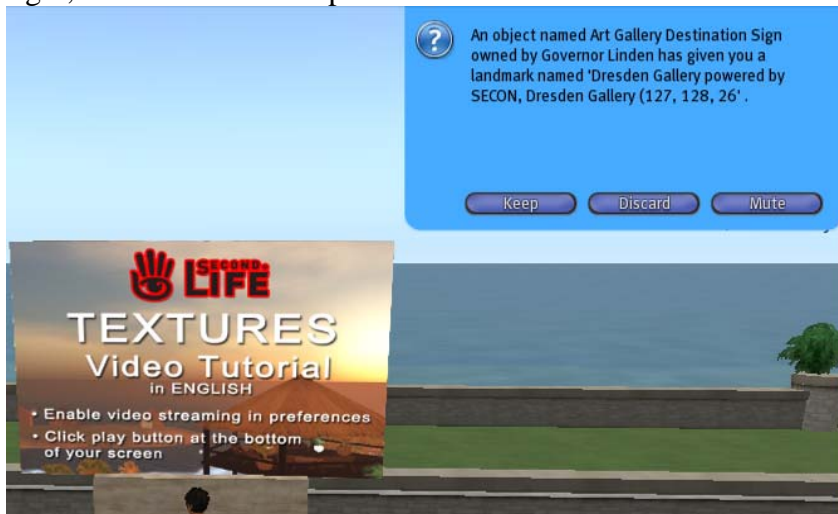 An object named Art Gallery Destination Sign
owned by Governor Linden has given you a
landmark named 'Dresden Gallery powered by
SECON, Dresden Gallery (127, 128, 26' .
Keep Discard Mute
SECOND
LIFE
TEXTURES
Video Tutorial
in ENGLISH
• Enable video streaming in preferences
• Click play button at the bottom
of your screen